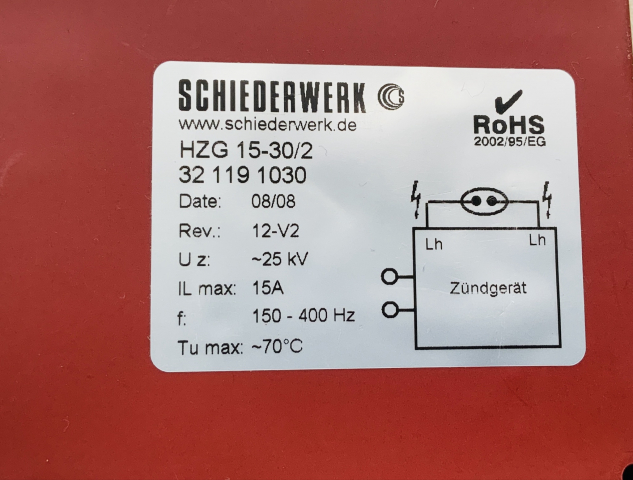 SCHIEDERWERK
www.schiederwerk.de
RoHS
2002/95/EG
HZG 15-30/2
32 119 1030
Date: 08/08
Rev.: 12-V2
U z: ~25 kV
IL max: 15A
f: 150 - 400 Hz
Tu max: ~70°C
Lh Lh
Zündgerät